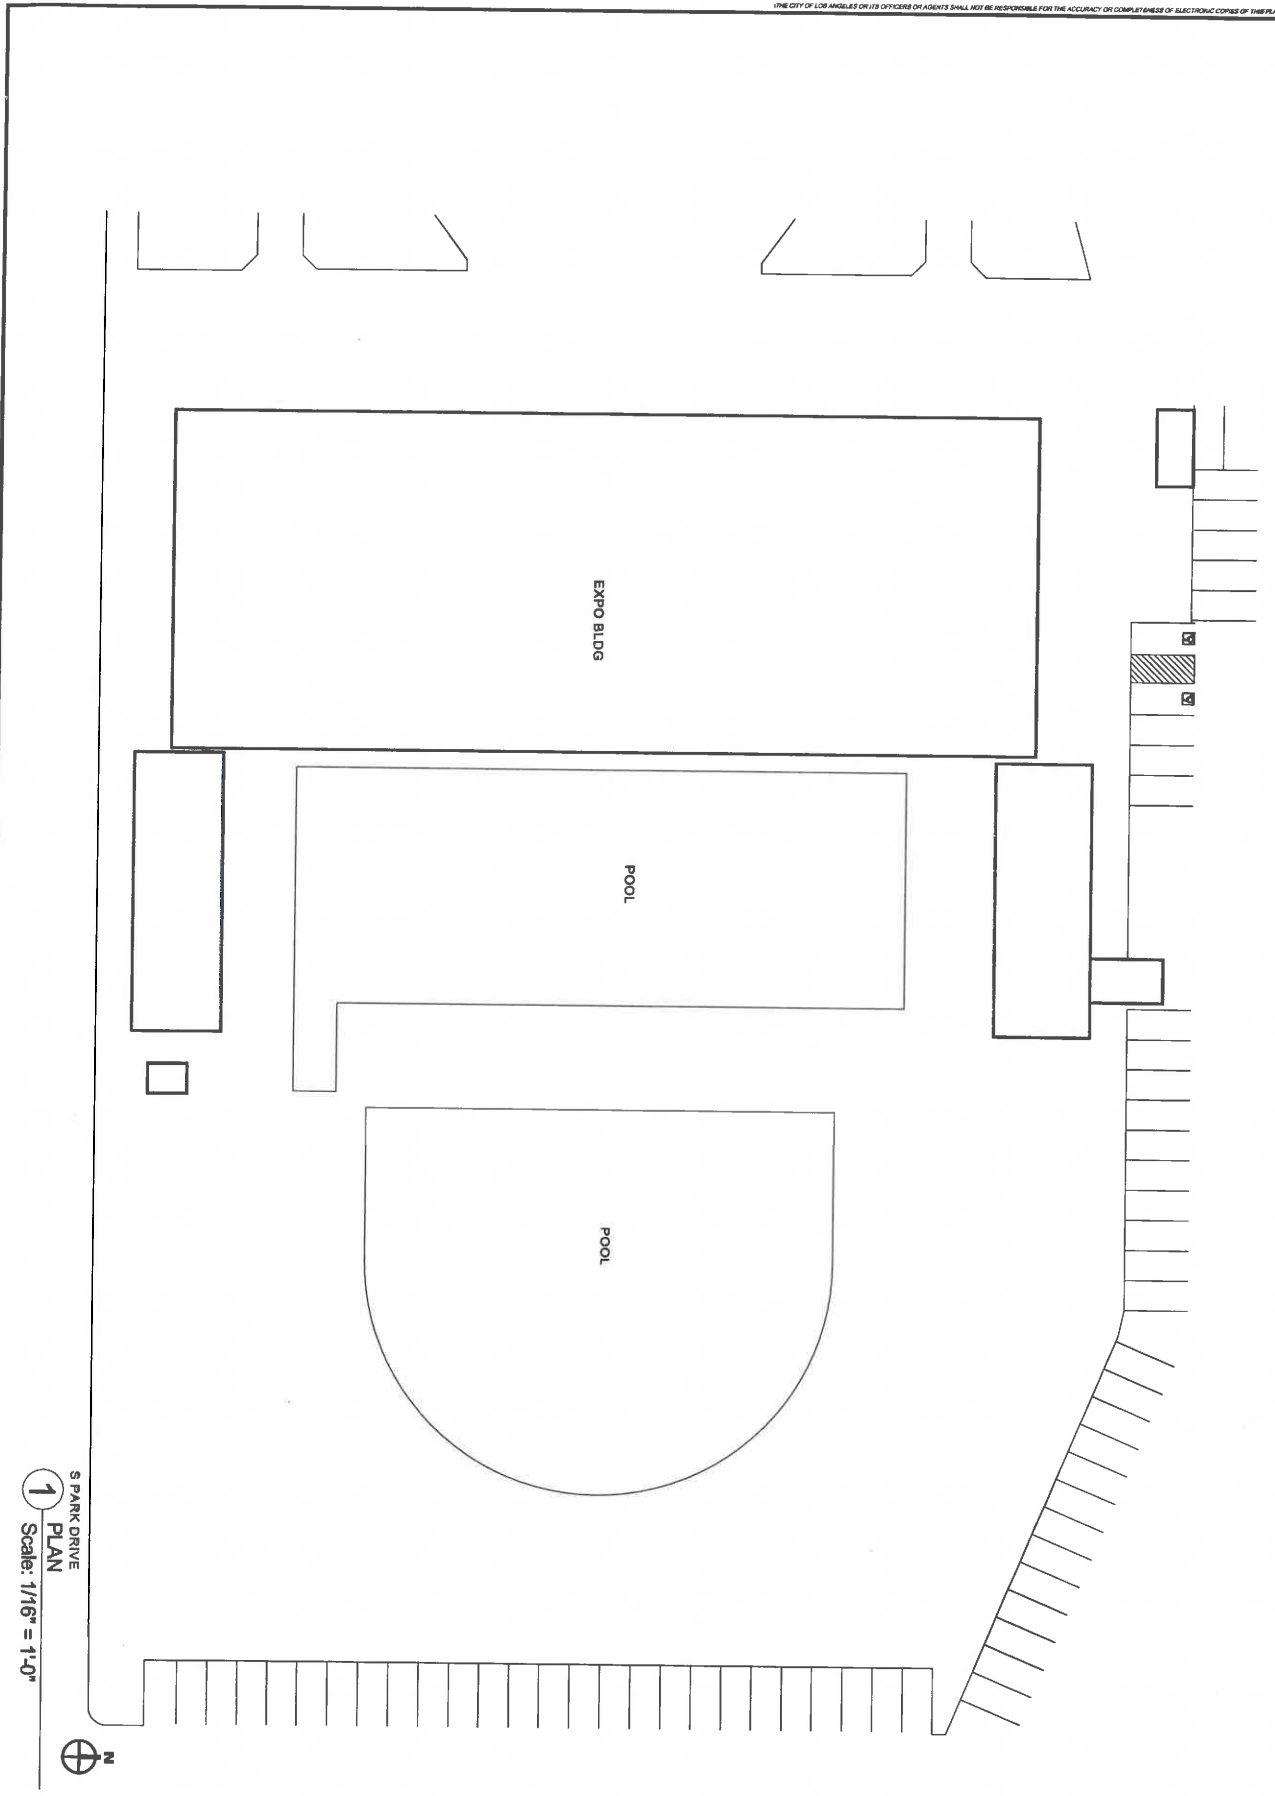 (THE CITY OF LOS ANGELES OR ITS OFFICERS OR AGENTS SHALL NOT BE RESPONSIBLE FOR THE ACCURACY OR COMPLETENESS OF ELECTRONIC COPIES OF THIS
EXPO BLDG
POOL
POOL
S PARK DRIVE
1
PLAN
Scale: 1/16" = 1'-0"
N